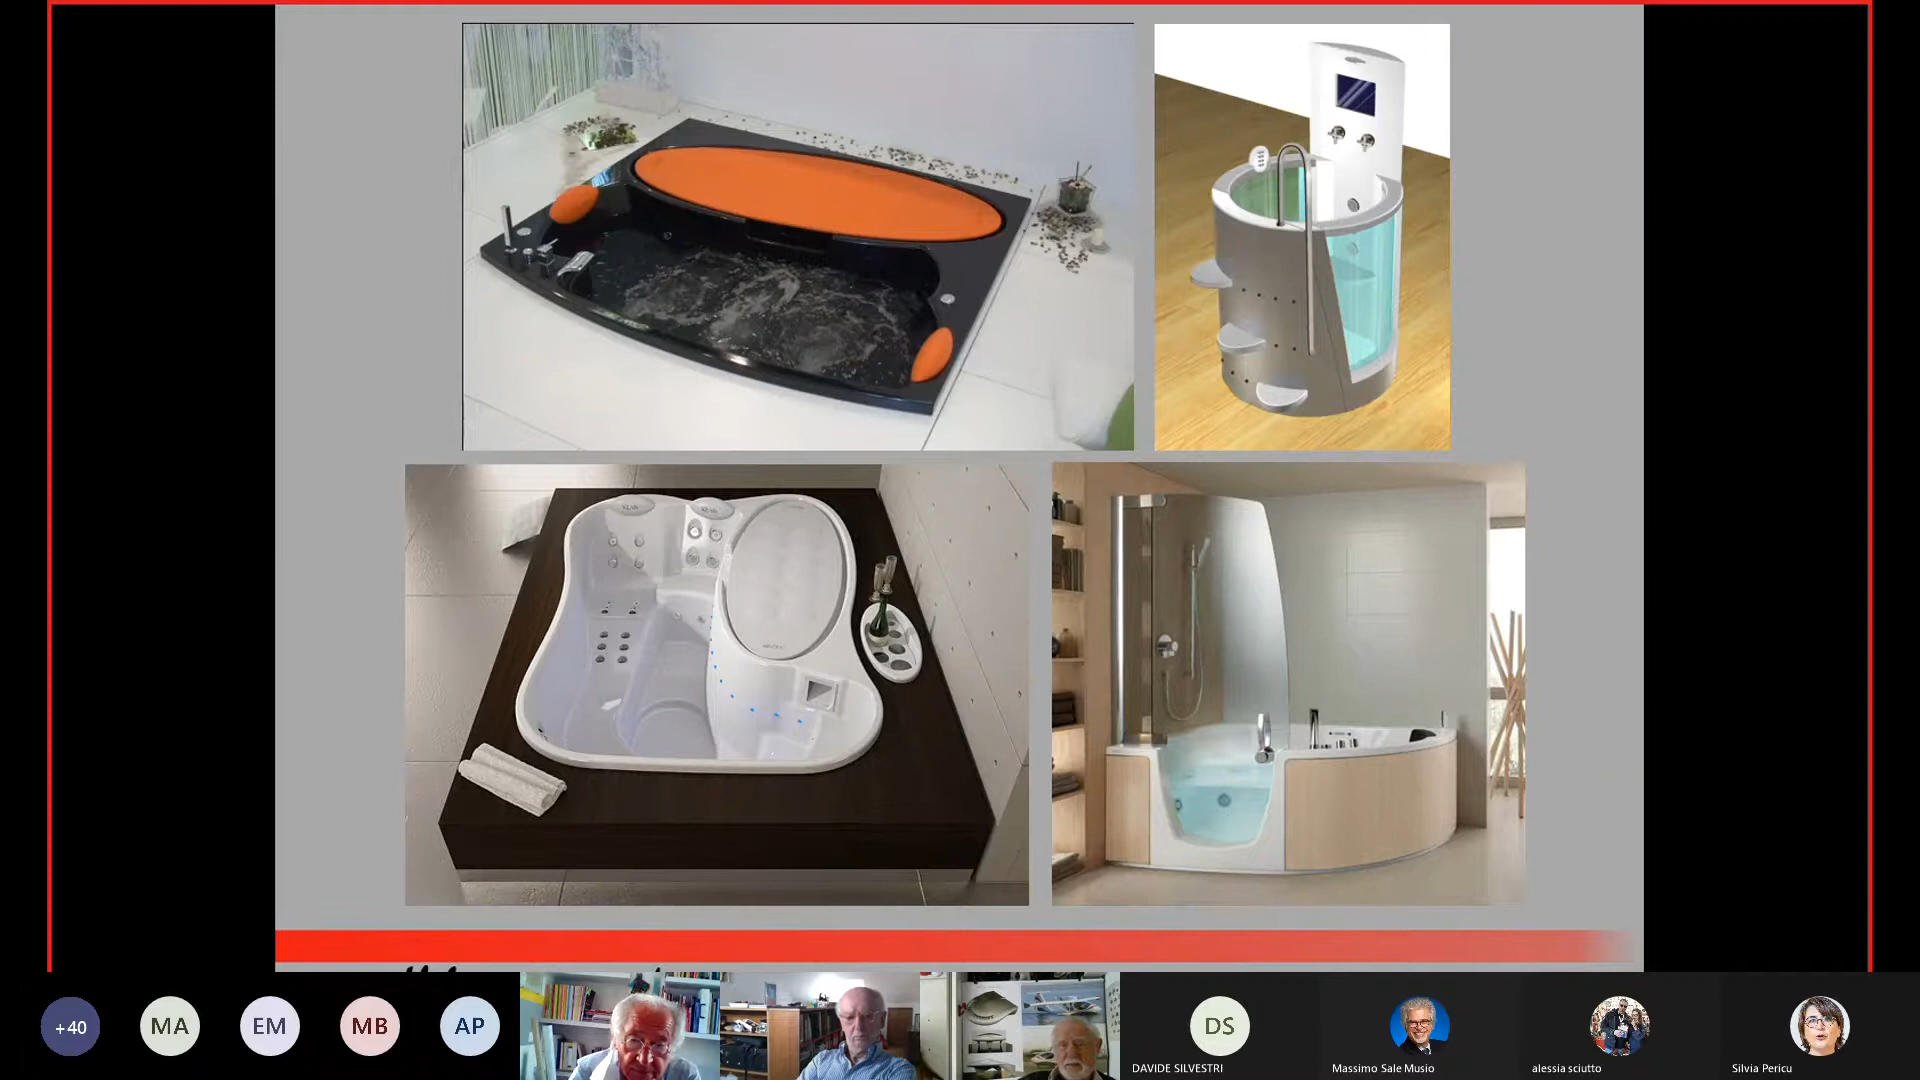 +40
MA
EM
MB
AP
DS
DAVIDE SILVESTRI
Massimo Sale Musio
alessia sciutto
Silvia Pericu